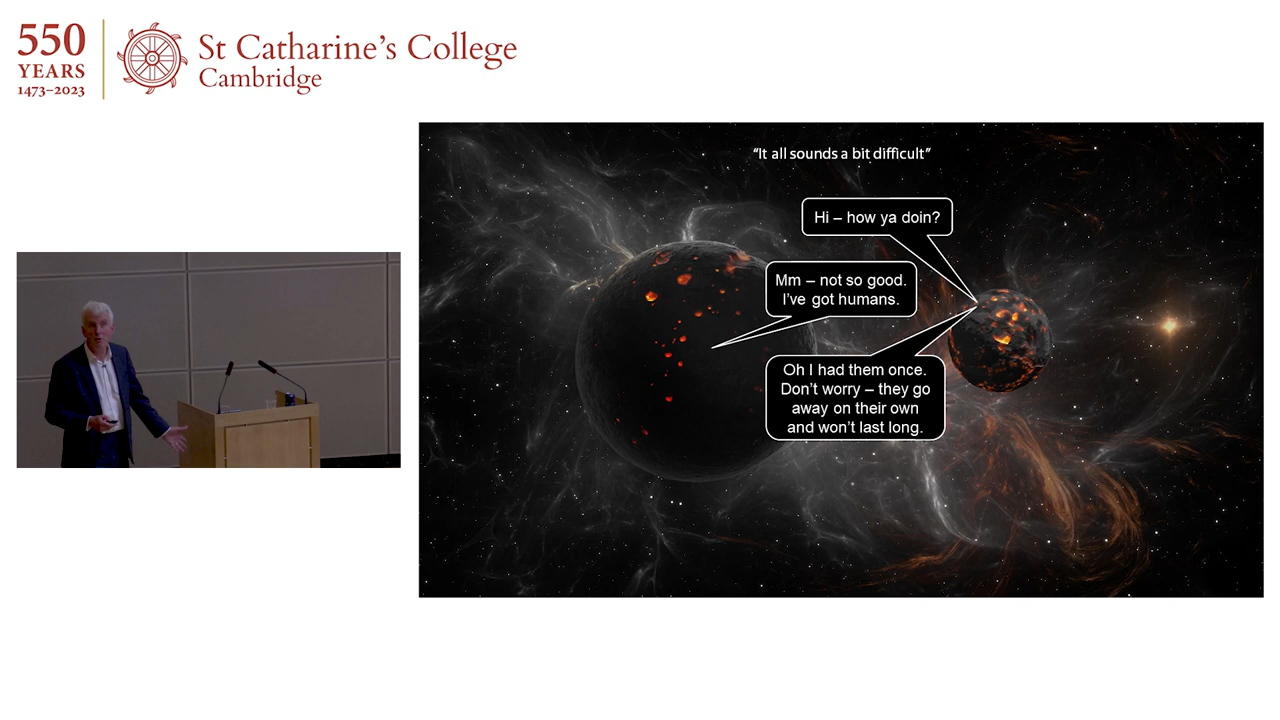 550
YEARS
1473–2023
St Catharine's College
Cambridge
“It all sounds a bit difficult”
Hi – how ya doin?
Mm – not so good.
I've got humans.
Oh I had them once.
Don't worry – they go
away on their own
and won't last long.